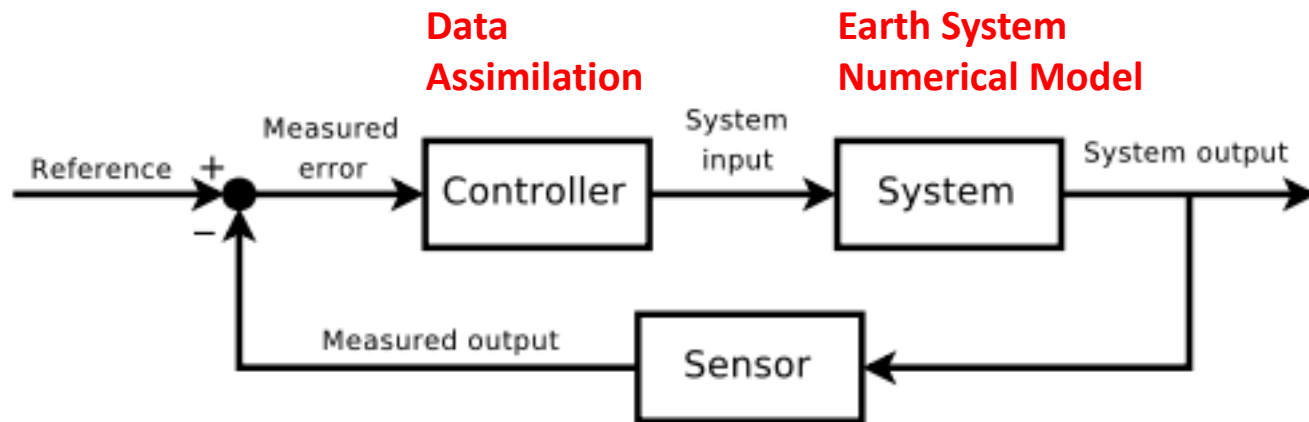 Data
Assimilation
Earth System
Numerical Model
Reference
+
−
Measured
error
Controller
System
input
System
System output
Measured output
Sensor